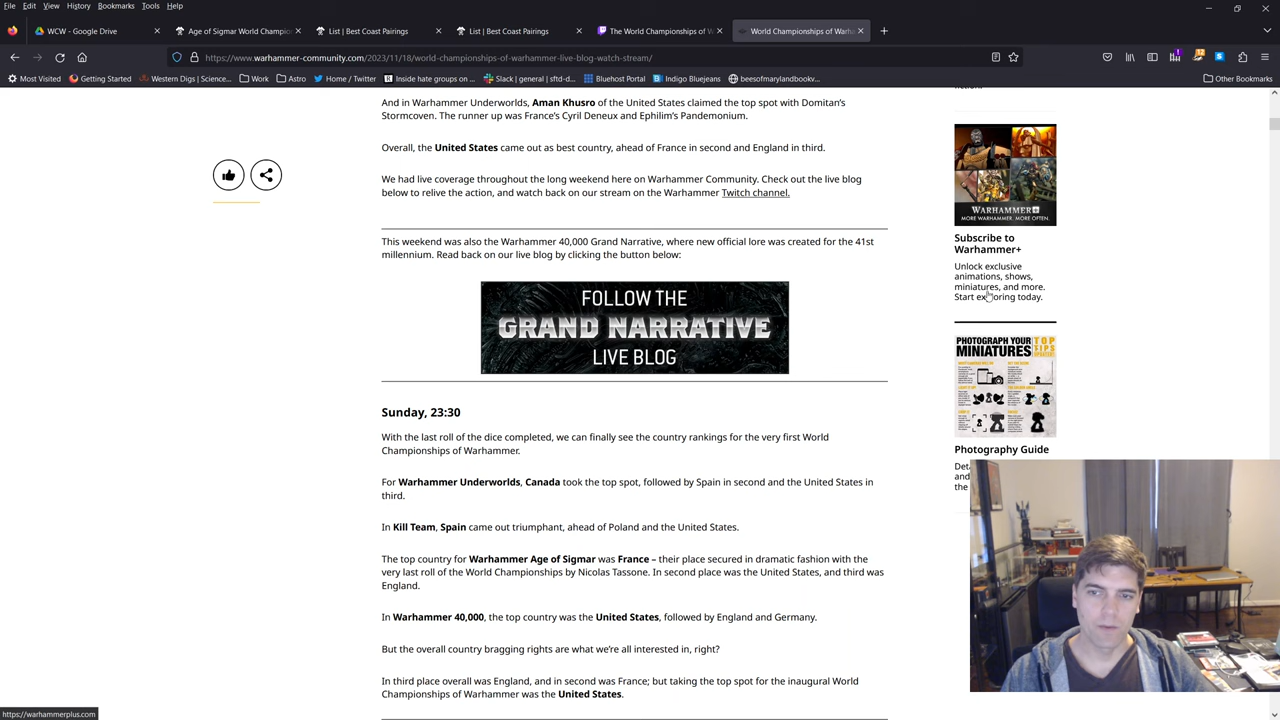 File Edit View History Bookmarks Tools Help
WCW - Google Drive
Age of Sigmar World Champio
List | Best Coast Pairings
List | Best Coast Pairings
The World Championships of W
World Championships of Warha
https://www.warhammer-community.com/2023/11/18/world-championships-of-warhammer-live-blog-watch-stream/
Most Visited Getting Started Western Digs | Science... Work Astro Home / Twitter Inside hate groups on ... Slack | general | sftd-d... Bluehost Portal Indigo Bluejeans beesofmarylandbookv... Other Bookmarks
And in Warhammer Underworlds, Aman Khusro of the United States claimed the top spot with Domitan's
Stormcoven. The runner up was France's Cyril Deneux and Ephilim's Pandemonium.
Overall, the United States came out as best country, ahead of France in second and England in third.
We had live coverage throughout the long weekend here on Warhammer Community. Check out the live blog
below to relive the action, and watch back on our stream on the Warhammer Twitch channel.
This weekend was also the Warhammer 40,000 Grand Narrative, where new official lore was created for the 41st
millennium. Read back on our live blog by clicking the button below:
FOLLOW THE
GRAND NARRATIVE
LIVE BLOG
Sunday, 23:30
With the last roll of the dice completed, we can finally see the country rankings for the very first World
Championships of Warhammer.
For Warhammer Underworlds, Canada took the top spot, followed by Spain in second and the United States in
third.
In Kill Team, Spain came out triumphant, ahead of Poland and the United States.
The top country for Warhammer Age of Sigmar was France – their place secured in dramatic fashion with the
very last roll of the World Championships by Nicolas Tassone. In second place was the United States, and third was
England.
In Warhammer 40,000, the top country was the United States, followed by England and Germany.
But the overall country bragging rights are what we're all interested in, right?
In third place overall was England, and in second was France; but taking the top spot for the inaugural World
Championships of Warhammer was the United States.
WARHAMMER+
MORE WARHAMMER. MORE OFTEN.
Subscribe to
Warhammer+
Unlock exclusive
animations, shows,
miniatures, and more.
Start exploring today.
PHOTOGRAPH YOUR
MINIATURES
TOP
TIPS
Photography Guide
and
the
https://warhammerplus.com